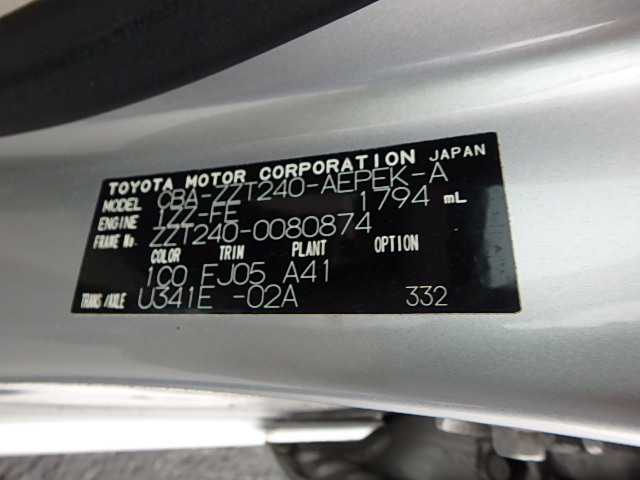 TOYOTA MOTOR CORPORATION JAPAN
MODEL CBA-ZZT240-AEPEK-A
ENGINE 1ZZ-FE 1794 mL
FRAME No. ZZT240-0080874
COLOR TRIM PLANT OPTION
1C0 EJ05 A41
TRANS/AXLE U341E -02A 332